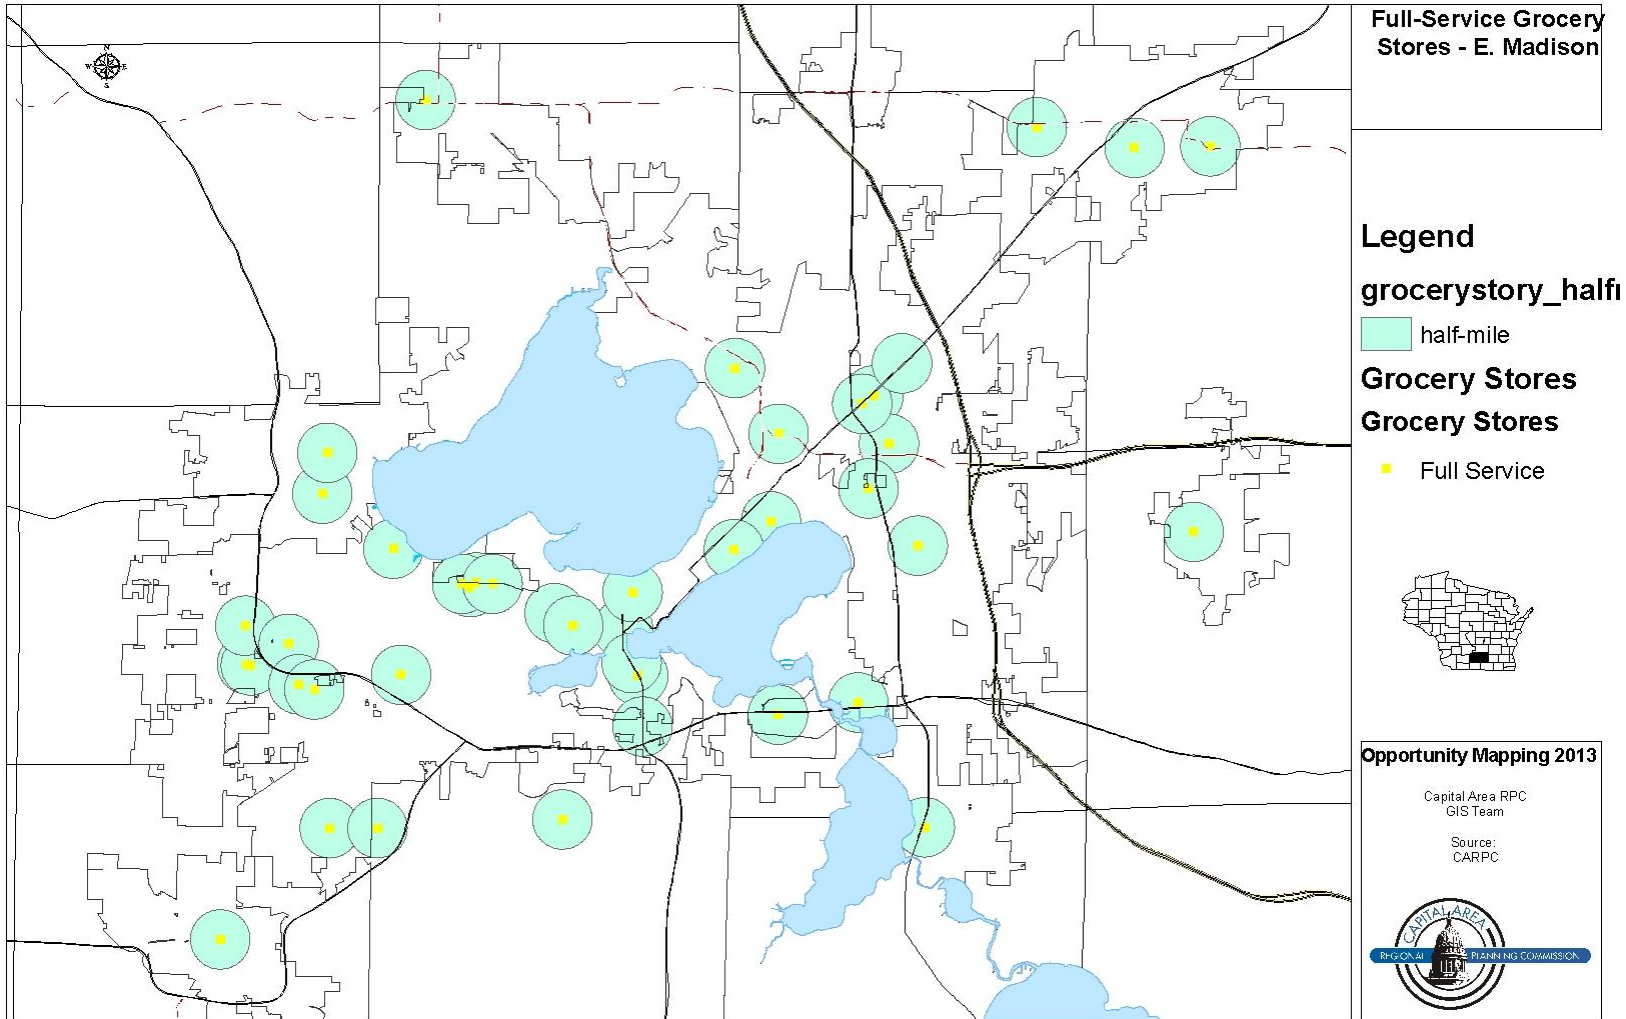 Full-Service Grocery
Stores - E. Madison
N
W E
S
Legend
grocerystory_halfı
half-mile
Grocery Stores
Grocery Stores
Full Service
Opportunity Mapping 2013
Capital Area RPC
GIS Team
Source:
CARPC
CAPITAL AREA
REGIONAL PLANNING COMMISSION